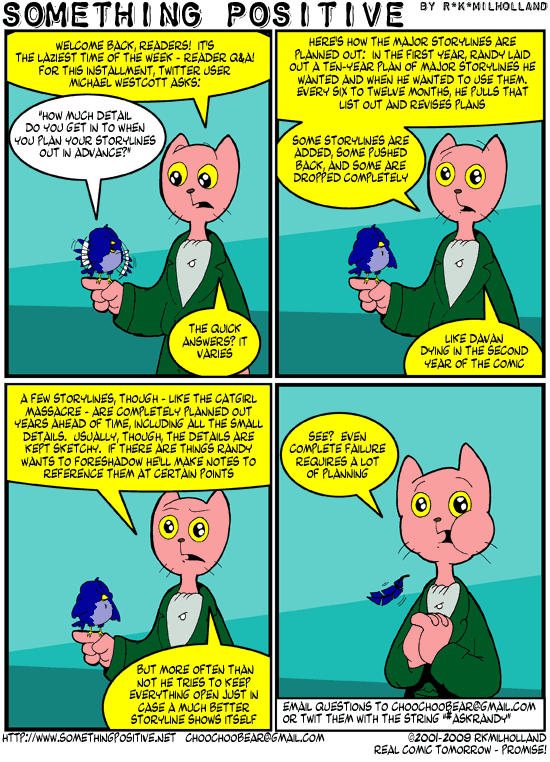 SOMETHING POSITIVE BY R*K*MILHOLLAND
WELCOME BACK, READERS! IT'S
THE LAZIEST TIME OF THE WEEK - READER Q&A!
FOR THIS INSTALLMENT, TWITTER USER
MICHAEL WESTCOTT ASKS:
"HOW MUCH DETAIL
DO YOU GET IN TO WHEN
YOU PLAN YOUR STORYLINES
OUT IN ADVANCE?"
THE QUICK
ANSWERS? IT
VARIES
HERE'S HOW THE MAJOR STORYLINES ARE
PLANNED OUT: IN THE FIRST YEAR, RANDY LAID
OUT A TEN-YEAR PLAN OF MAJOR STORYLINES HE
WANTED AND WHEN HE WANTED TO USE THEM.
EVERY SIX TO TWELVE MONTHS, HE PULLS THAT
LIST OUT AND REVISES PLANS
SOME STORYLINES ARE
ADDED, SOME PUSHED
BACK, AND SOME ARE
DROPPED COMPLETELY
LIKE DAVAN
DYING IN THE SECOND
YEAR OF THE COMIC
A FEW STORYLINES, THOUGH - LIKE THE CATGIRL
MASSACRE - ARE COMPLETELY PLANNED OUT
YEARS AHEAD OF TIME, INCLUDING ALL THE SMALL
DETAILS. USUALLY, THOUGH, THE DETAILS ARE
KEPT SKETCHY. IF THERE ARE THINGS RANDY
WANTS TO FORESHADOW HE'LL MAKE NOTES TO
REFERENCE THEM AT CERTAIN POINTS
BUT MORE OFTEN THAN
NOT HE TRIES TO KEEP
EVERYTHING OPEN JUST IN
CASE A MUCH BETTER
STORYLINE SHOWS ITSELF
SEE? EVEN
COMPLETE FAILURE
REQUIRES A LOT
OF PLANNING
EMAIL QUESTIONS TO CHOOCHOOBEAR@GMAIL.COM
OR TWIT THEM WITH THE STRING "#ASKRANDY"
HTTP://WWW.SOMETHINGPOSITIVE.NET CHOOCHOOBEAR@GMAIL.COM ©2001-2009 RKMILHOLLAND
REAL COMIC TOMORROW - PROMISE!